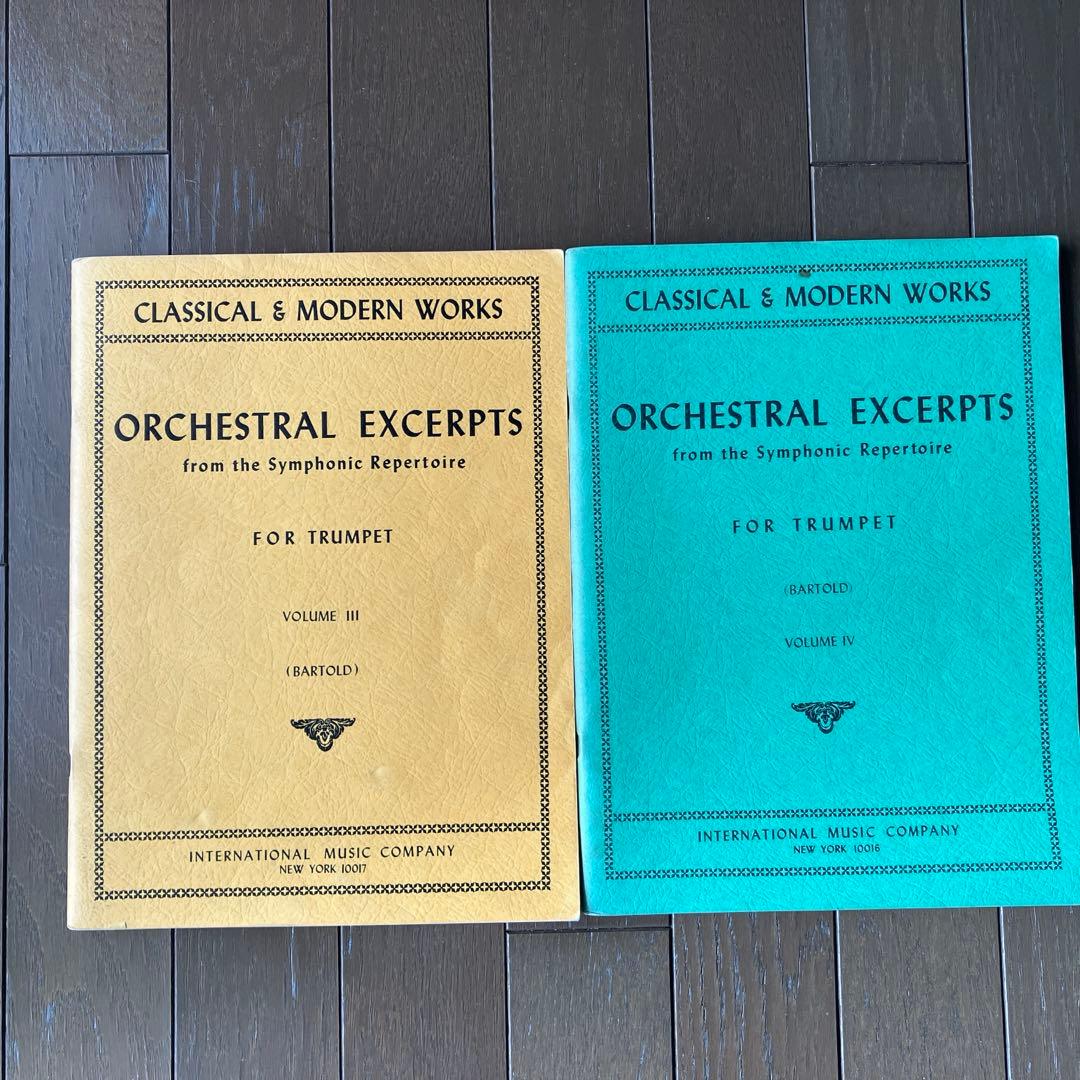 CLASSICAL & MODERN WORKS
ORCHESTRAL EXCERPTS
from the Symphonic Repertoire
FOR TRUMPET
VOLUME III
(BARTOLD)
INTERNATIONAL MUSIC COMPANY
NEW YORK 10017
CLASSICAL & MODERN WORKS
ORCHESTRAL EXCERPTS
from the Symphonic Repertoire
FOR TRUMPET
(BARTOLD)
VOLUME IV
INTERNATIONAL MUSIC COMPANY
NEW YORK 10016